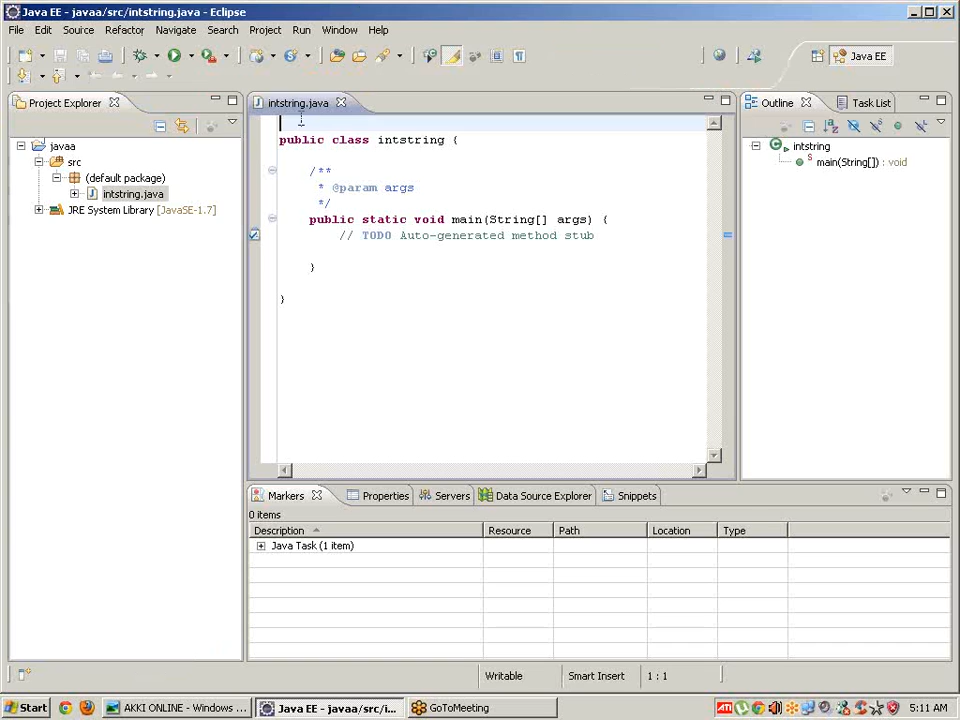 Java EE - javaa/src/intstring.java - Eclipse
File Edit Source Refactor Navigate Search Project Run Window Help
Java EE
Project Explorer
intstring.java
Outline
Task List
javaa
src
(default package)
intstring.java
JRE System Library [JavaSE-1.7]
public class intstring {
/**
* @param args
*/
public static void main(String[] args) {
// TODO Auto-generated method stub
}
}
intstring
main(String[]) : void
Markers
Properties
Servers
Data Source Explorer
Snippets
0 items
Description Resource Path Location Type
Java Task (1 item)
Writable Smart Insert 1 : 1
Start
AKKI ONLINE - Windows ...
Java EE - javaa/src/i...
GoToMeeting
ATI
5:11 AM